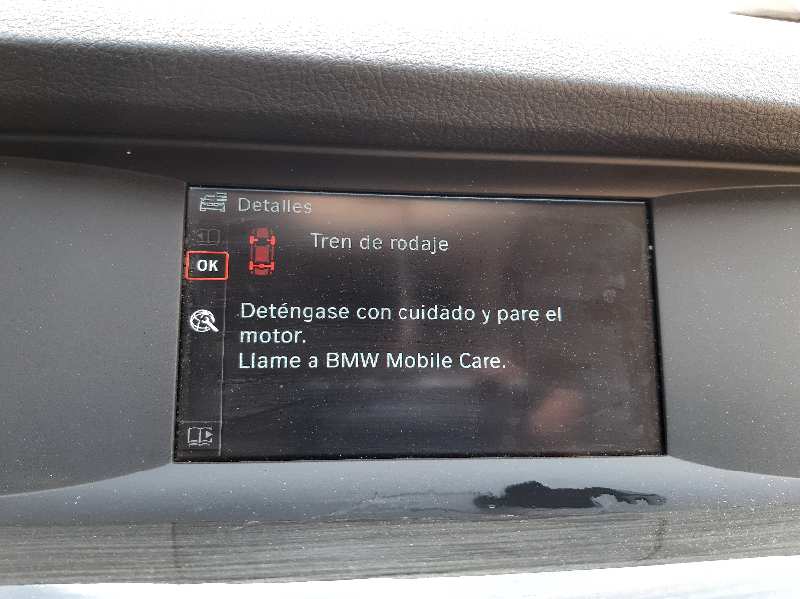 Detalles
Tren de rodaje
OK
Deténgase con cuidado y pare el
motor.
Llame a BMW Mobile Care.